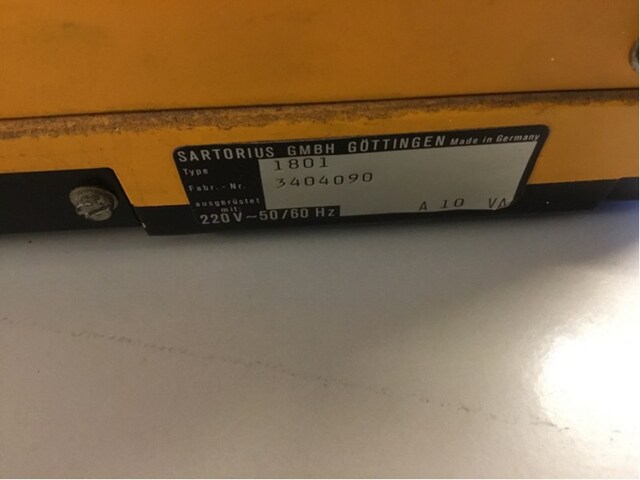 SARTORIUS GMBH GÖTTINGEN Made in Germany
Type 1801
Fabr.-Nr. 3404090
ausgerüstet
mit:
220 V~50/60 Hz A 10 VA